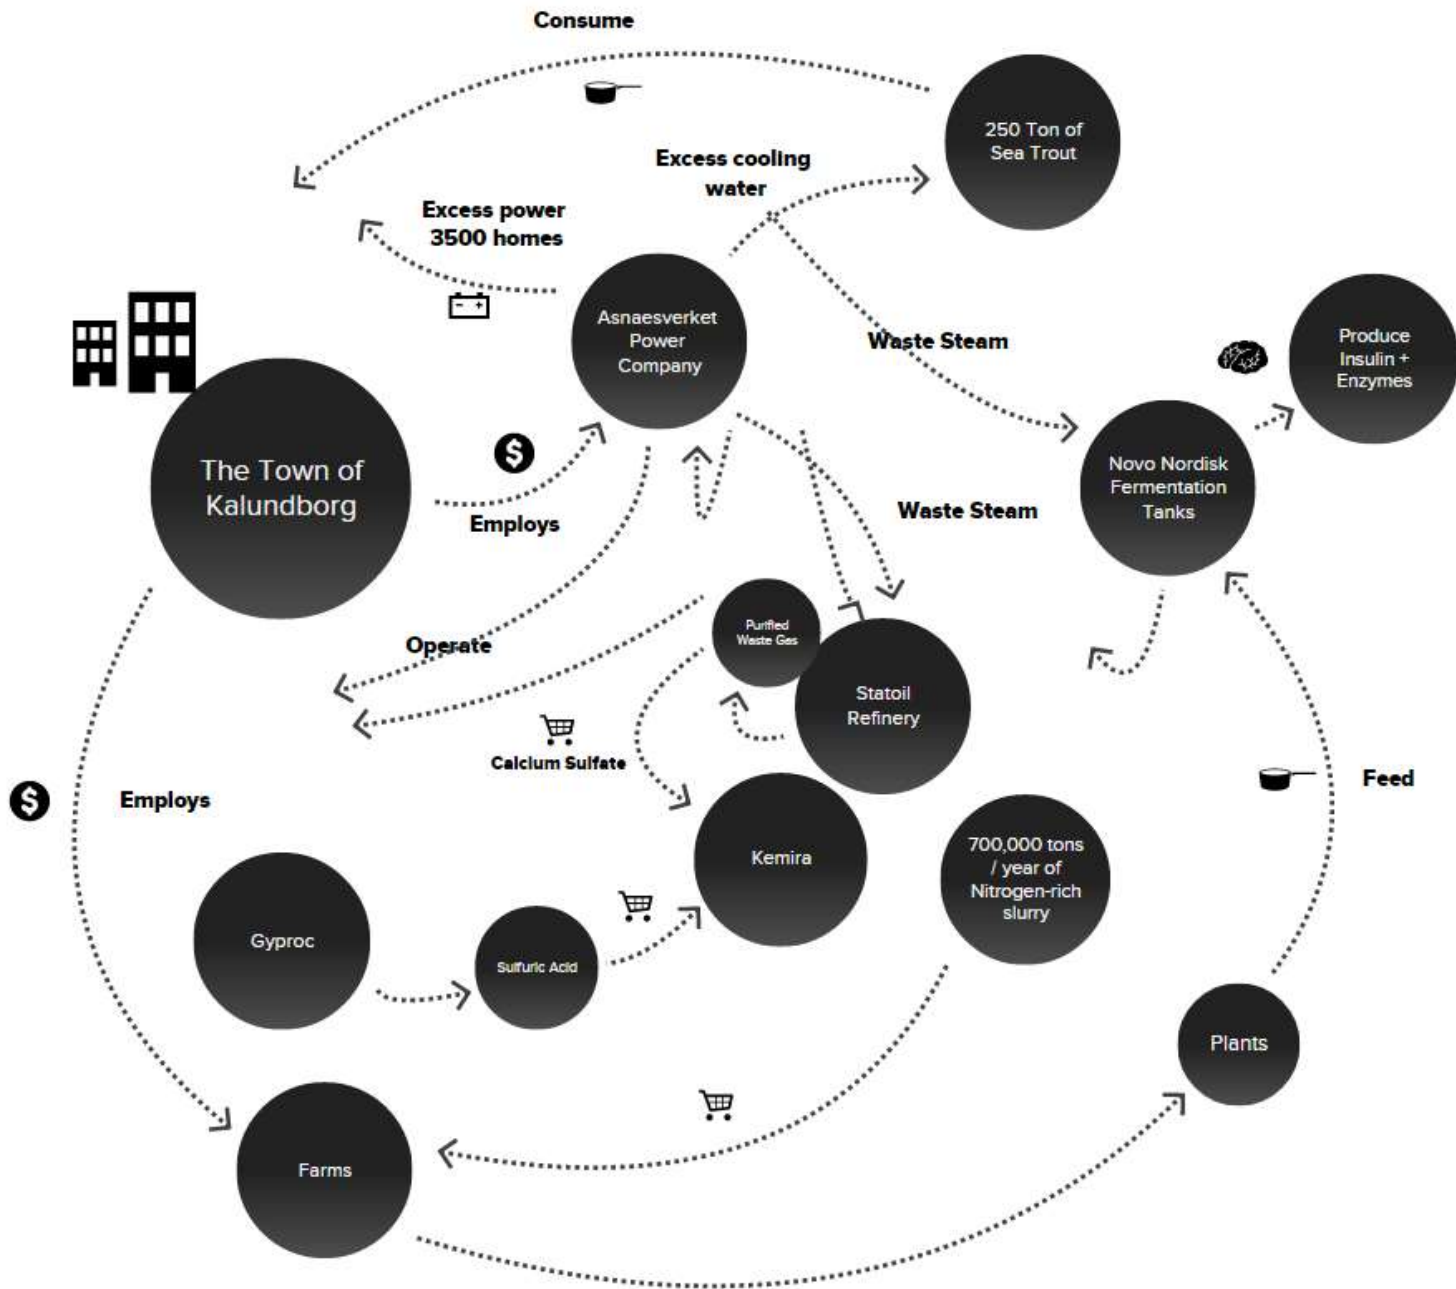 Consume
250 Ton of
Sea Trout
Excess cooling
water
Excess power
3500 homes
Asnaesverket
Power
Company
Waste Steam
Produce
Insulin +
Enzymes
The Town of
Kalundborg
$
Employs
Novo Nordisk
Fermentation
Tanks
Waste Steam
Purified
Waste Gas
Operate
Statoil
Refinery
Calcium Sulfate
Feed
$
Employs
Kemira
700,000 tons
/ year of
Nitrogen-rich
slurry
Gyproc
Sulfuric Acid
Plants
Farms